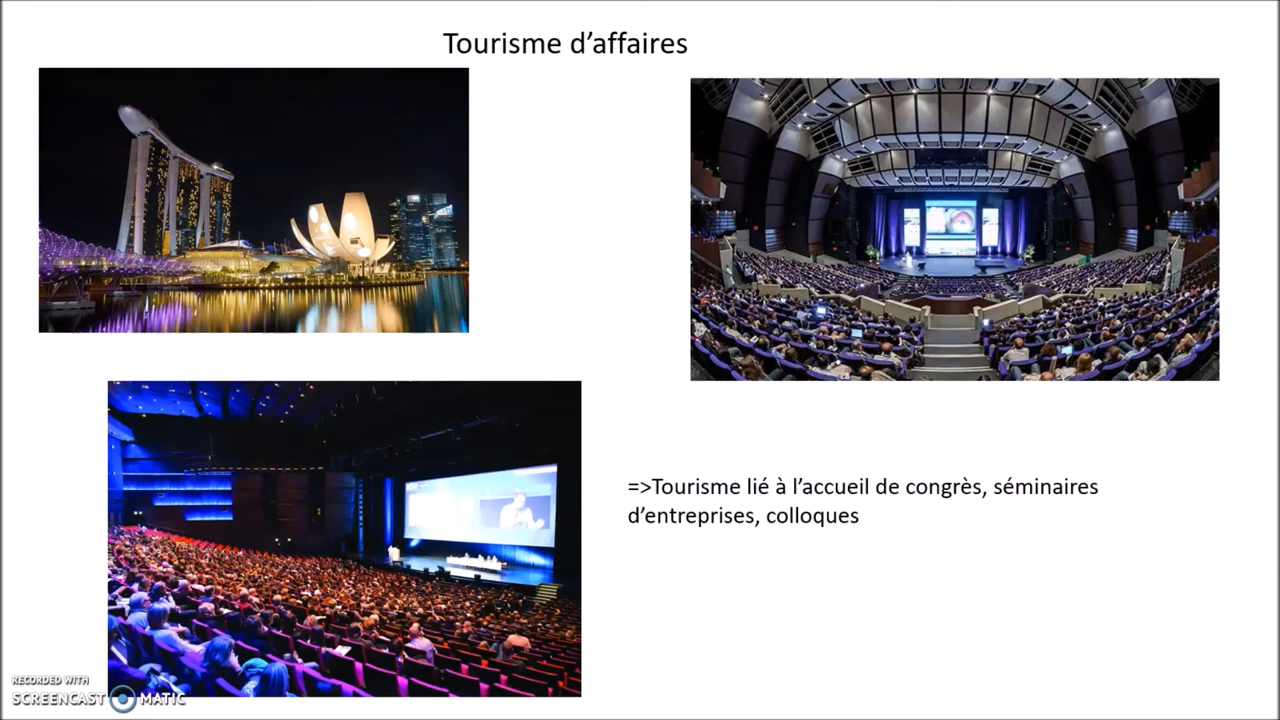 Tourisme d’affaires
=>Tourisme lié à l’accueil de congrès, séminaires
d’entreprises, colloques
RECORDED WITH
SCREENCAST MATIC